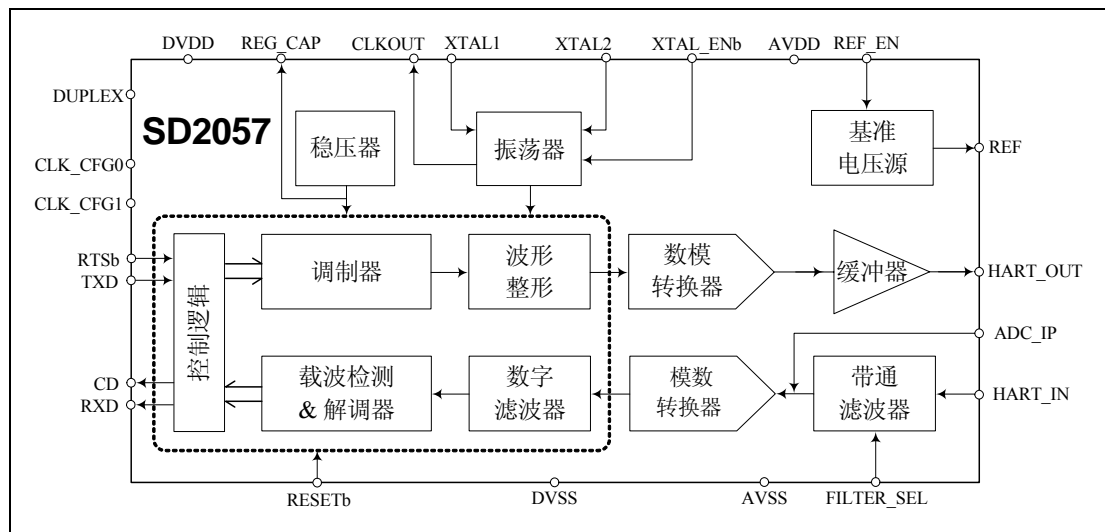 DVDD
REG_CAP
CLKOUT
XTAL1
XTAL2
XTAL_ENb
AVDD
REF_EN
DUPLEX
SD2057
稳压器
振荡器
基准
电压源
REF
CLK_CFG0
CLK_CFG1
RTSb
TXD
控制逻辑
调制器
波形
整形
数模
转换器
缓冲器
HART_OUT
ADC_IP
CD
RXD
载波检测
& 解调器
数字
滤波器
模数
转换器
带通
滤波器
HART_IN
RESETb
DVSS
AVSS
FILTER_SEL